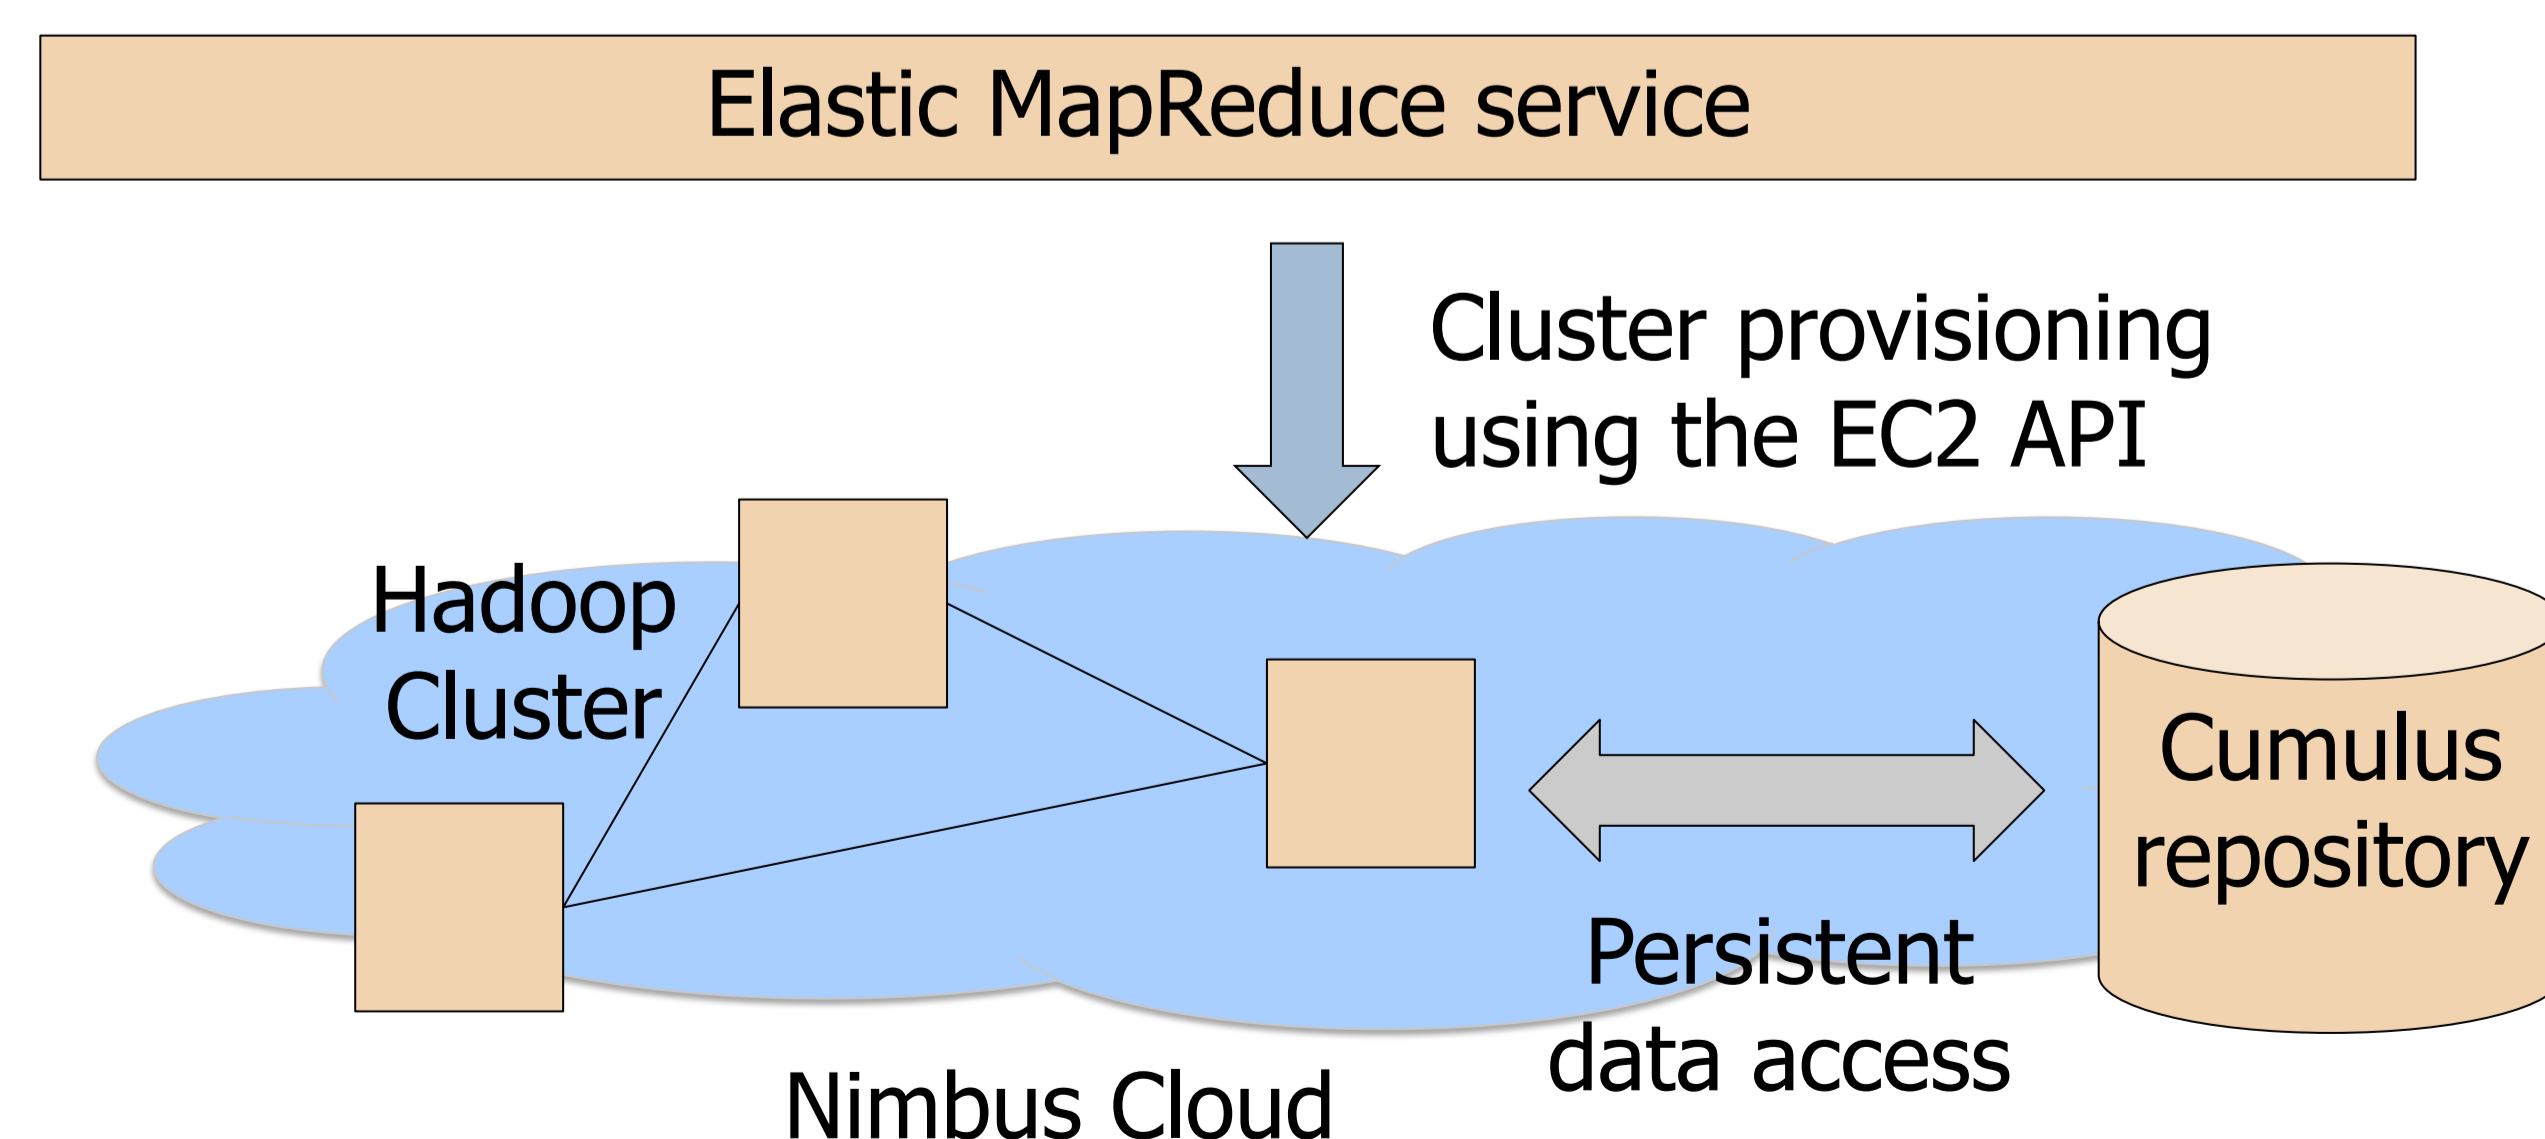 Elastic MapReduce service
Cluster provisioning
using the EC2 API
Hadoop
Cluster
Cumulus
repository
Persistent
data access
Nimbus Cloud